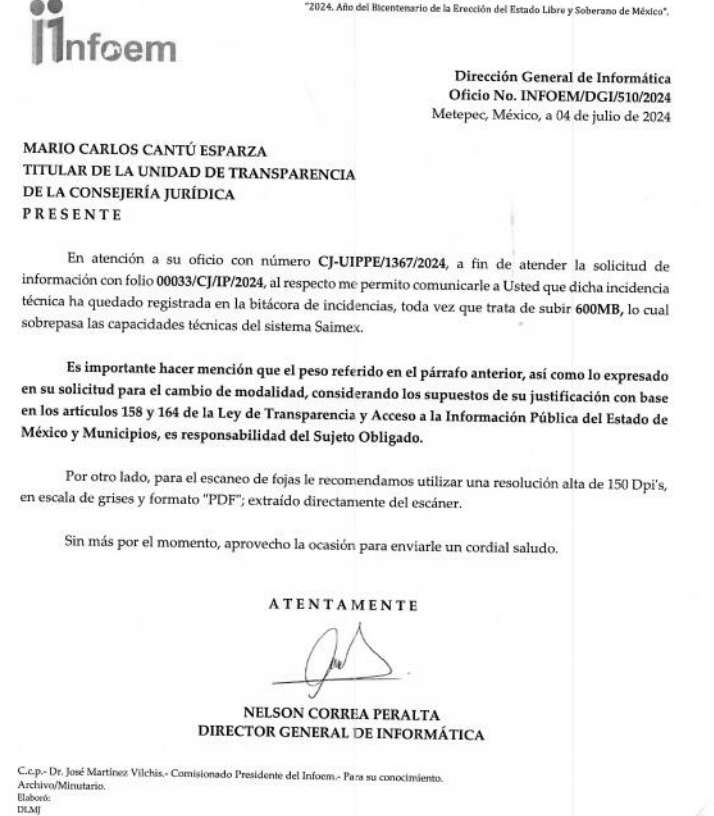 "2024. Año del Bicentenario de la Erección del Estado Libre y Soberano de México".
infoem
Dirección General de Informática
Oficio No. INFOEM/DGI/510/2024
Metepec, México, a 04 de julio de 2024
MARIO CARLOS CANTÚ ESPARZA
TITULAR DE LA UNIDAD DE TRANSPARENCIA
DE LA CONSEJERÍA JURÍDICA
P R E S E N T E
En atención a su oficio con número CJ-UIPPE/1367/2024, a fin de atender la solicitud de
información con folio 00033/CJ/IP/2024, al respecto me permito comunicarle a Usted que dicha incidencia
técnica ha quedado registrada en la bitácora de incidencias, toda vez que trata de subir 600MB, lo cual
sobrepasa las capacidades técnicas del sistema Saimex.
Es importante hacer mención que el peso referido en el párrafo anterior, así como lo expresado
en su solicitud para el cambio de modalidad, considerando los supuestos de su justificación con base
en los artículos 158 y 164 de la Ley de Transparencia y Acceso a la Información Pública del Estado de
México y Municipios, es responsabilidad del Sujeto Obligado.
Por otro lado, para el escaneo de fojas le recomendamos utilizar una resolución alta de 150 Dpi's,
en escala de grises y formato "PDF"; extraído directamente del escáner.
Sin más por el momento, aprovecho la ocasión para enviarle un cordial saludo.
A T E N T A M E N T E
NELSON CORREA PERALTA
DIRECTOR GENERAL DE INFORMÁTICA
C.c.p.- Dr. José Martínez Vilchis.- Comisionado Presidente del Infoem.- Para su conocimiento.
Archivo/Minutario.
Elaboró:
DLMJ